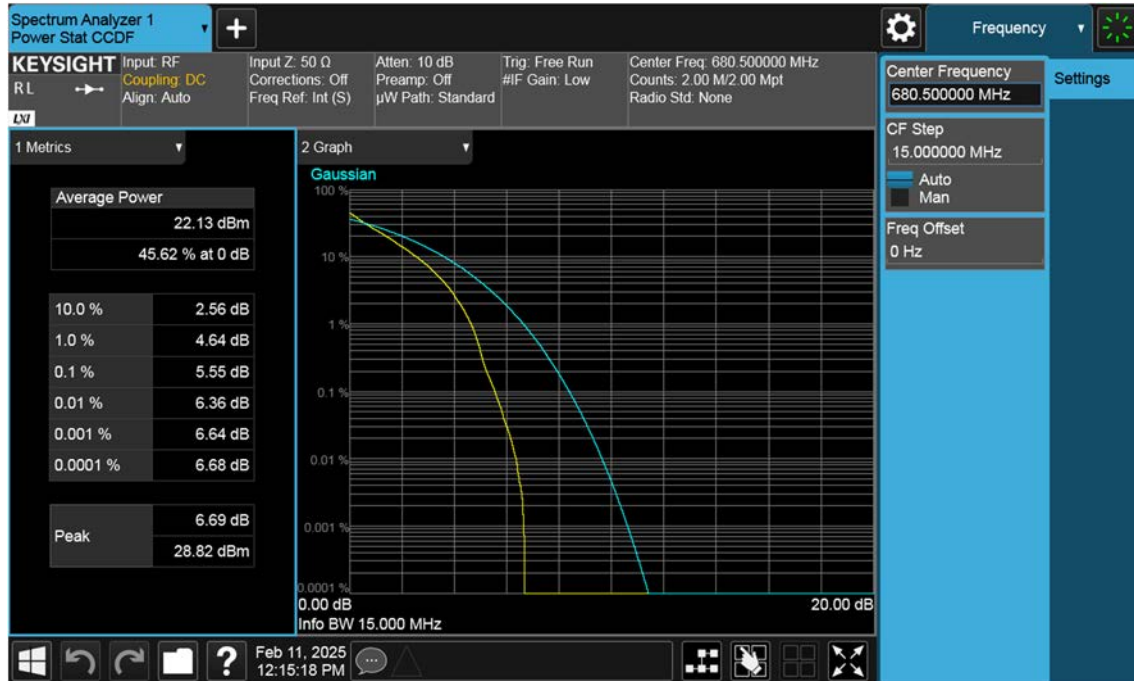 Spectrum Analyzer 1
Power Stat CCDF
Frequency
KEYSIGHT
RL
LXI
Input: RF
Coupling: DC
Align: Auto
Input Z: 50 Ω
Corrections: Off
Freq Ref: Int (S)
Atten: 10 dB
Preamp: Off
µW Path: Standard
Trig: Free Run
#IF Gain: Low
Center Freq: 680.500000 MHz
Counts: 2.00 M/2.00 Mpt
Radio Std: None
Center Frequency
680.500000 MHz
Settings
CF Step
15.000000 MHz
Auto
Man
Freq Offset
0 Hz
1 Metrics
Average Power
22.13 dBm
45.62 % at 0 dB
10.0 % 2.56 dB
1.0 % 4.64 dB
0.1 % 5.55 dB
0.01 % 6.36 dB
0.001 % 6.64 dB
0.0001 % 6.68 dB
Peak
6.69 dB
28.82 dBm
2 Graph
Gaussian
100 %
10 %
1 %
0.1 %
0.01 %
0.001 %
0.0001 %
0.00 dB 20.00 dB
Info BW 15.000 MHz
?
Feb 11, 2025
12:15:18 PM